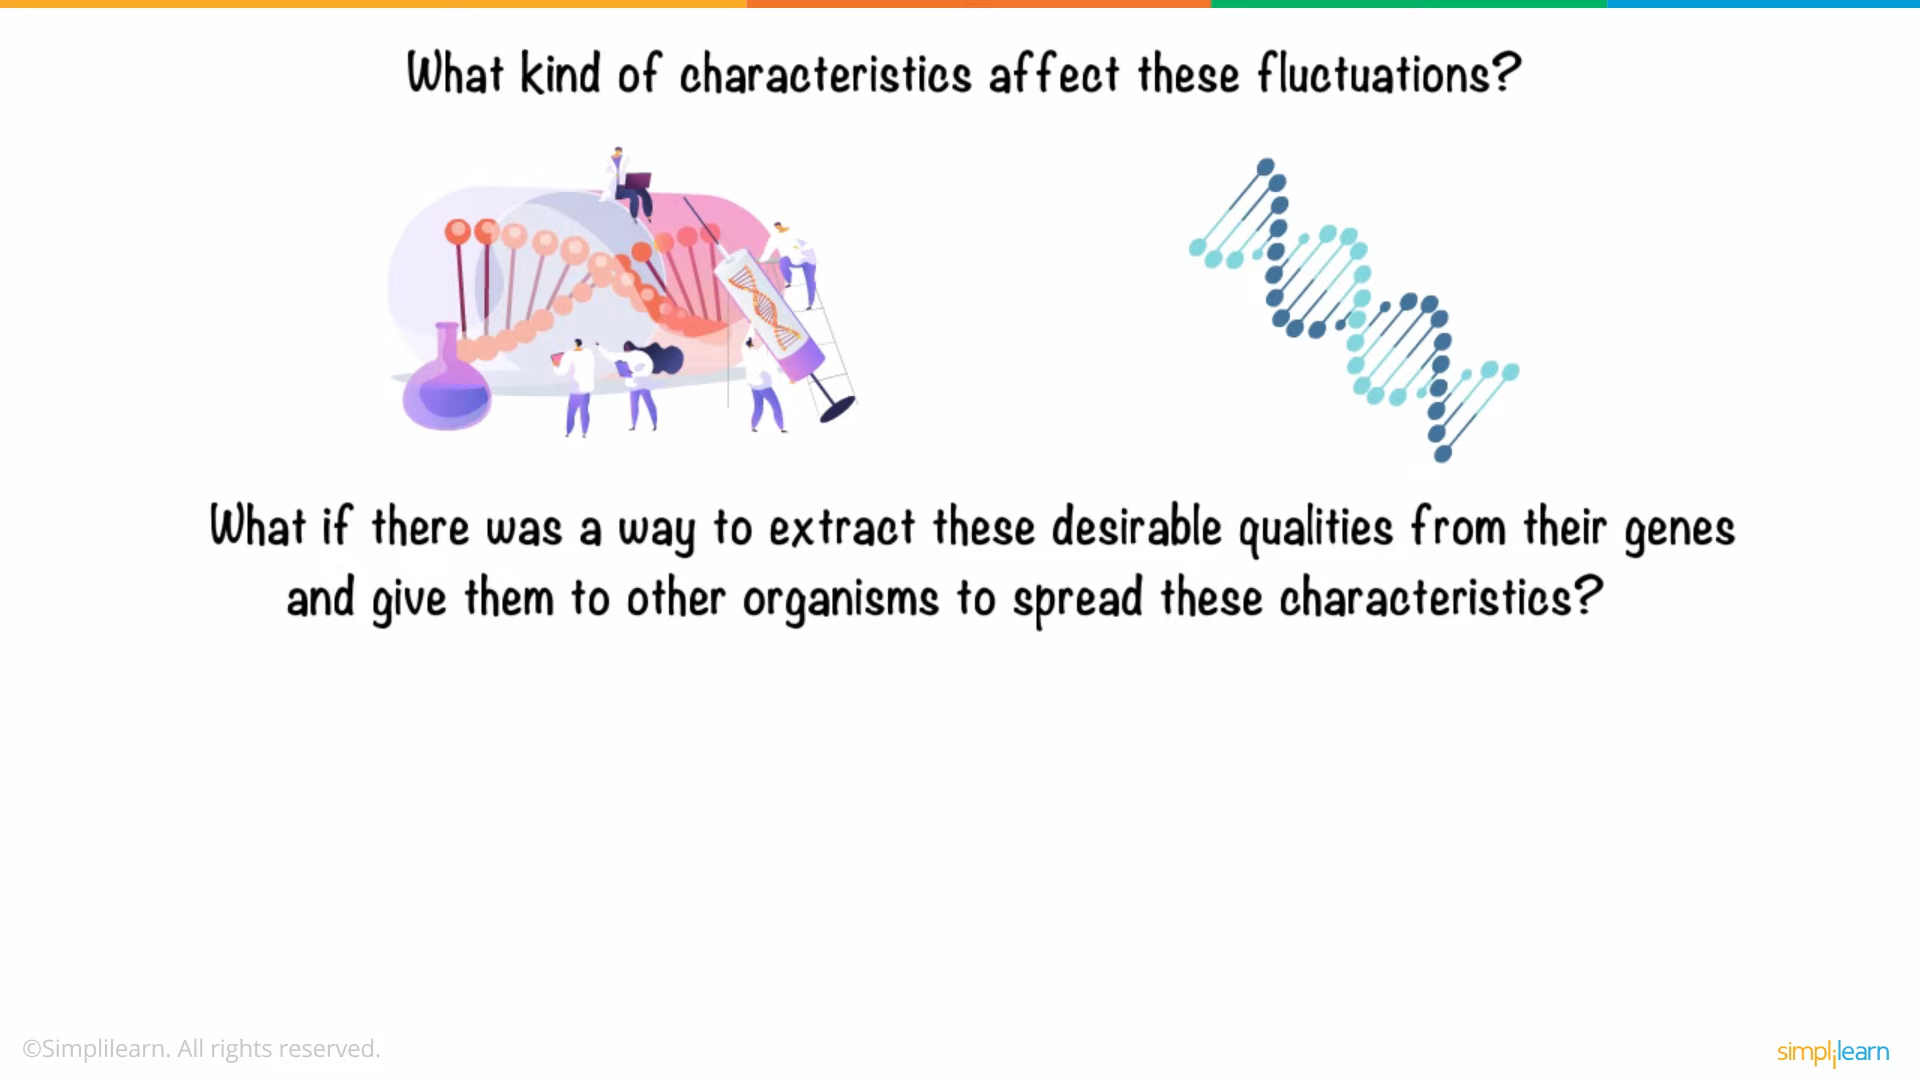 What kind of characteristics affect these fluctuations?
What if there was a way to extract these desirable qualities from their genes
and give them to other organisms to spread these characteristics?
©Simplilearn. All rights reserved.
simplilearn